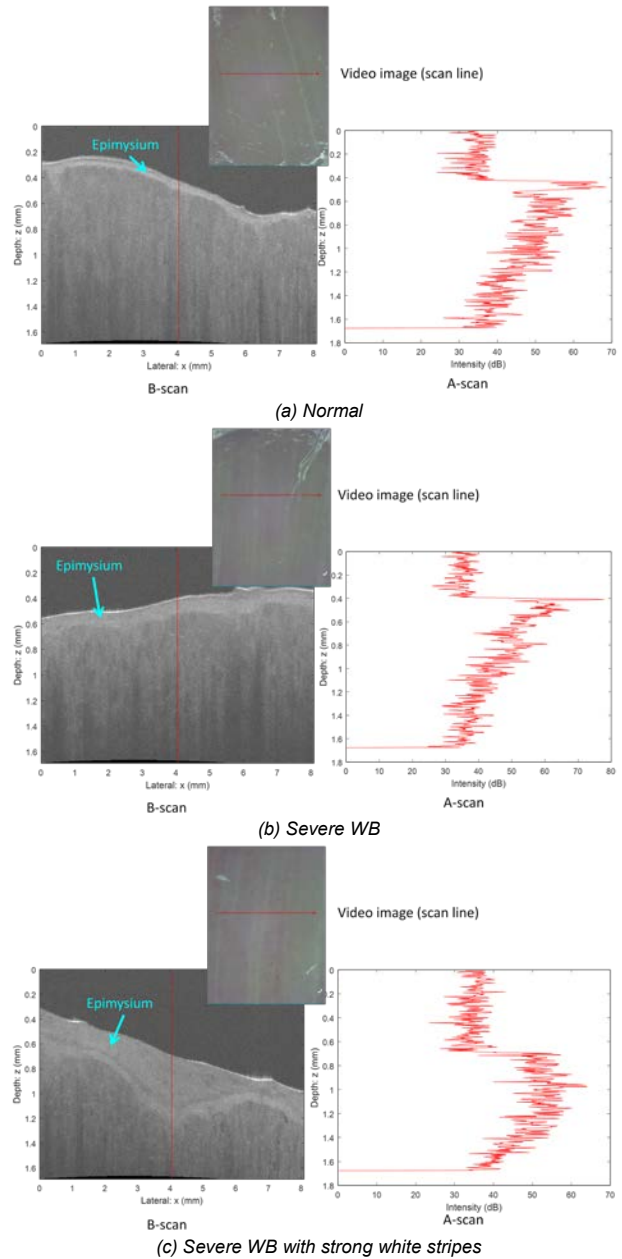 Video image (scan line)
Epimysium
0
0.2
0.4
0.6
0.8
1
1.2
1.4
1.6
Depth: z (mm)
0 1 2 3 4 5 6 7 8
Lateral: x (mm)
B-scan
0
0.2
0.4
0.6
0.8
1
1.2
1.4
1.6
1.8
Depth: z (mm)
0 10 20 30 40 50 60 70
Intensity (dB)
A-scan
(a) Normal
Video image (scan line)
Epimysium
0
0.2
0.4
0.6
0.8
1
1.2
1.4
1.6
Depth: z (mm)
0 1 2 3 4 5 6 7 8
Lateral: x (mm)
B-scan
0
0.2
0.4
0.6
0.8
1
1.2
1.4
1.6
1.8
Depth: z (mm)
0 10 20 30 40 50 60 70 80
Intensity (dB)
A-scan
(b) Severe WB
Video image (scan line)
Epimysium
0
0.2
0.4
0.6
0.8
1
1.2
1.4
1.6
Depth: z (mm)
0 1 2 3 4 5 6 7 8
Lateral: x (mm)
B-scan
0
0.2
0.4
0.6
0.8
1
1.2
1.4
1.6
1.8
Depth: z (mm)
0 10 20 30 40 50 60 70
Intensity (dB)
A-scan
(c) Severe WB with strong white stripes